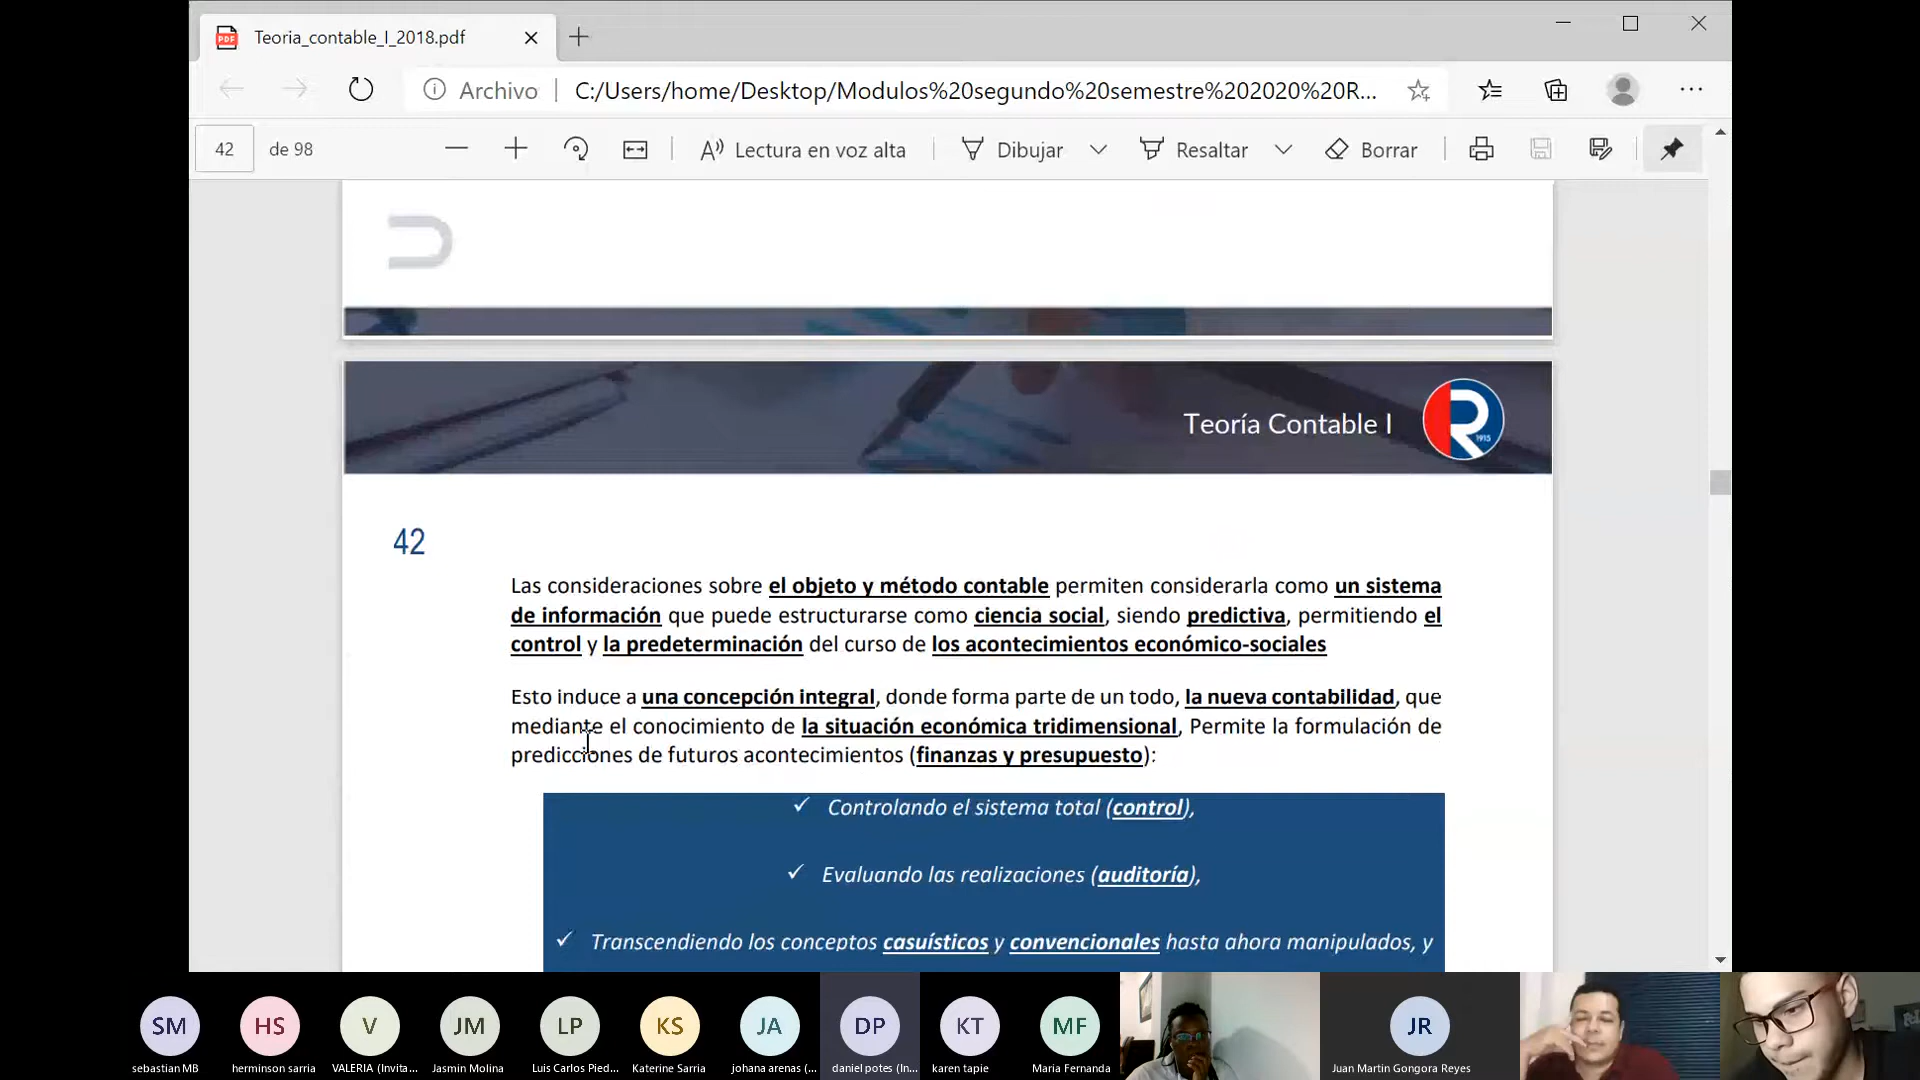 Teoria_contable_I_2018.pdf
Archivo C:/Users/home/Desktop/Modulos%20segundo%20semestre%202020%20R...
42 de 98 Lectura en voz alta Dibujar Resaltar Borrar
Teoría Contable I
R
1915
42
Las consideraciones sobre el objeto y método contable permiten considerarla como un sistema
de información que puede estructurarse como ciencia social, siendo predictiva, permitiendo el
control y la predeterminación del curso de los acontecimientos económico-sociales
Esto induce a una concepción integral, donde forma parte de un todo, la nueva contabilidad, que
mediante el conocimiento de la situación económica tridimensional, Permite la formulación de
predicciones de futuros acontecimientos (finanzas y presupuesto):
✓ Controlando el sistema total (control),
✓ Evaluando las realizaciones (auditoría),
✓ Transcendiendo los conceptos casuísticos y convencionales hasta ahora manipulados, y
SM HS V JM LP KS JA DP KT MF JR
sebastian MB herminson sarria VALERIA (Invita... Jasmin Molina Luis Carlos Pied... Katerine Sarria johana arenas (... daniel potes (In... karen tapie Maria Fernanda Juan Martin Gongora Reyes